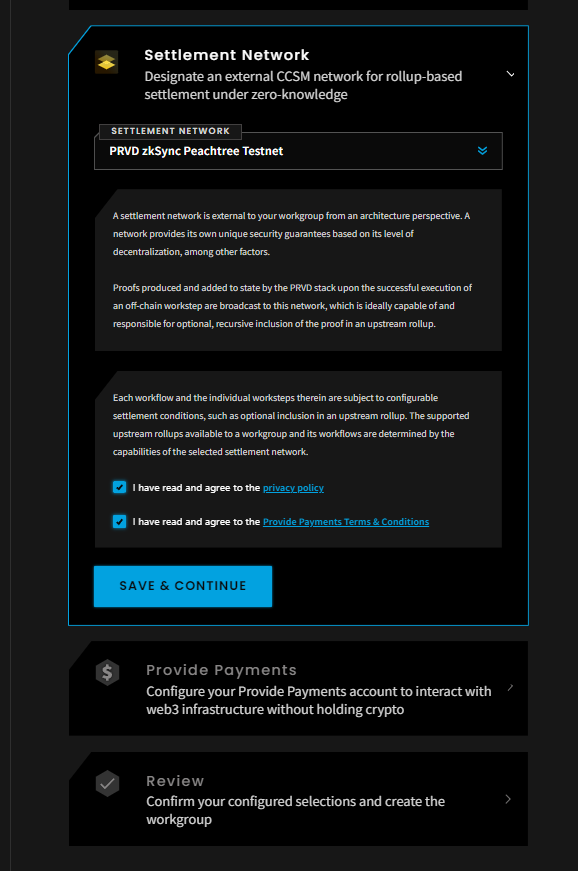 Settlement Network
Designate an external CCSM network for rollup-based
settlement under zero-knowledge
SETTLEMENT NETWORK
PRVD zkSync Peachtree Testnet
A settlement network is external to your workgroup from an architecture perspective. A
network provides its own unique security guarantees based on its level of
decentralization, among other factors.
Proofs produced and added to state by the PRVD stack upon the successful execution of
an off-chain workstep are broadcast to this network, which is ideally capable of and
responsible for optional, recursive inclusion of the proof in an upstream rollup.
Each workflow and the individual worksteps therein are subject to configurable
settlement conditions, such as optional inclusion in an upstream rollup. The supported
upstream rollups available to a workgroup and its workflows are determined by the
capabilities of the selected settlement network.
I have read and agree to the privacy policy
I have read and agree to the Provide Payments Terms & Conditions
SAVE & CONTINUE
Provide Payments
Configure your Provide Payments account to interact with
web3 infrastructure without holding crypto
Review
Confirm your configured selections and create the
workgroup